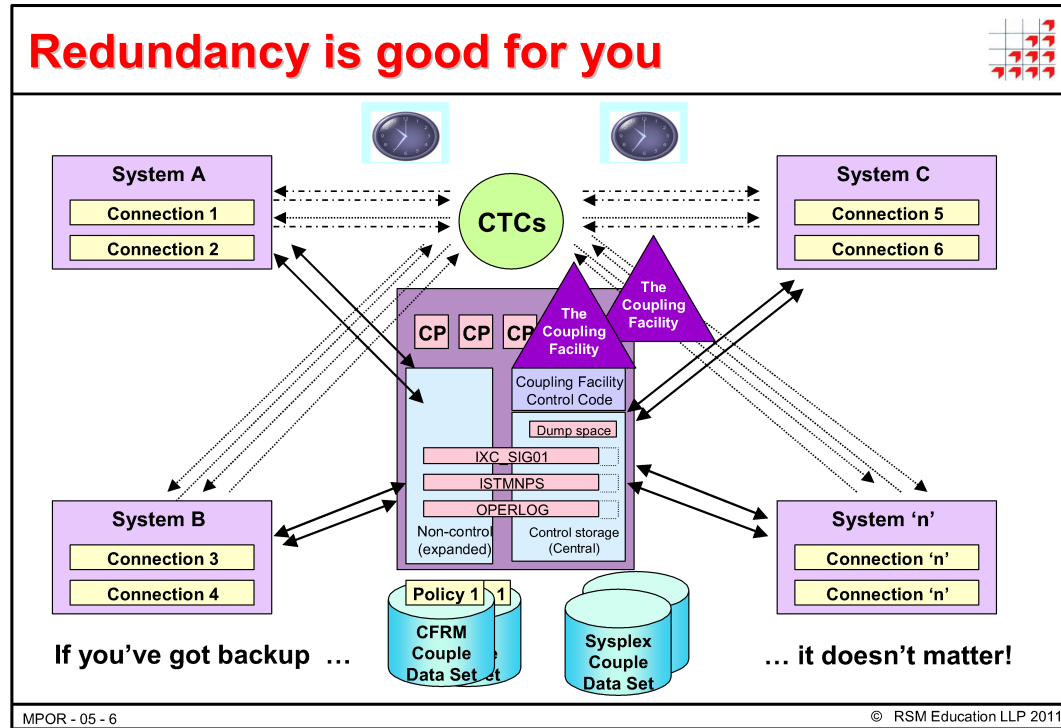 Redundancy is good for you
System A
Connection 1
Connection 2
System C
Connection 5
Connection 6
CTCs
The
Coupling
Facility
The
Coupling
Facility
CP
CP
CP
Coupling Facility
Control Code
Dump space
IXC_SIG01
ISTMNPS
OPERLOG
Non-control
(expanded)
Control storage
(Central)
System B
Connection 3
Connection 4
System ‘n’
Connection ‘n’
Connection ‘n’
Policy 1
1
CFRM
Couple
Data Set
et
Sysplex
Couple
Data Set
If you’ve got backup …
… it doesn’t matter!
MPOR - 05 - 6
© RSM Education LLP 2011